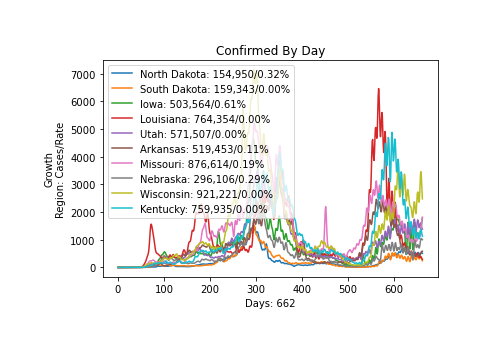 Confirmed By Day
Growth
Region: Cases/Rate
7000
6000
5000
4000
3000
2000
1000
0
North Dakota: 154,950/0.32%
South Dakota: 159,343/0.00%
Iowa: 503,564/0.61%
Louisiana: 764,354/0.00%
Utah: 571,507/0.00%
Arkansas: 519,453/0.11%
Missouri: 876,614/0.19%
Nebraska: 296,106/0.29%
Wisconsin: 921,221/0.00%
Kentucky: 759,935/0.00%
0 100 200 300 400 500 600
Days: 662